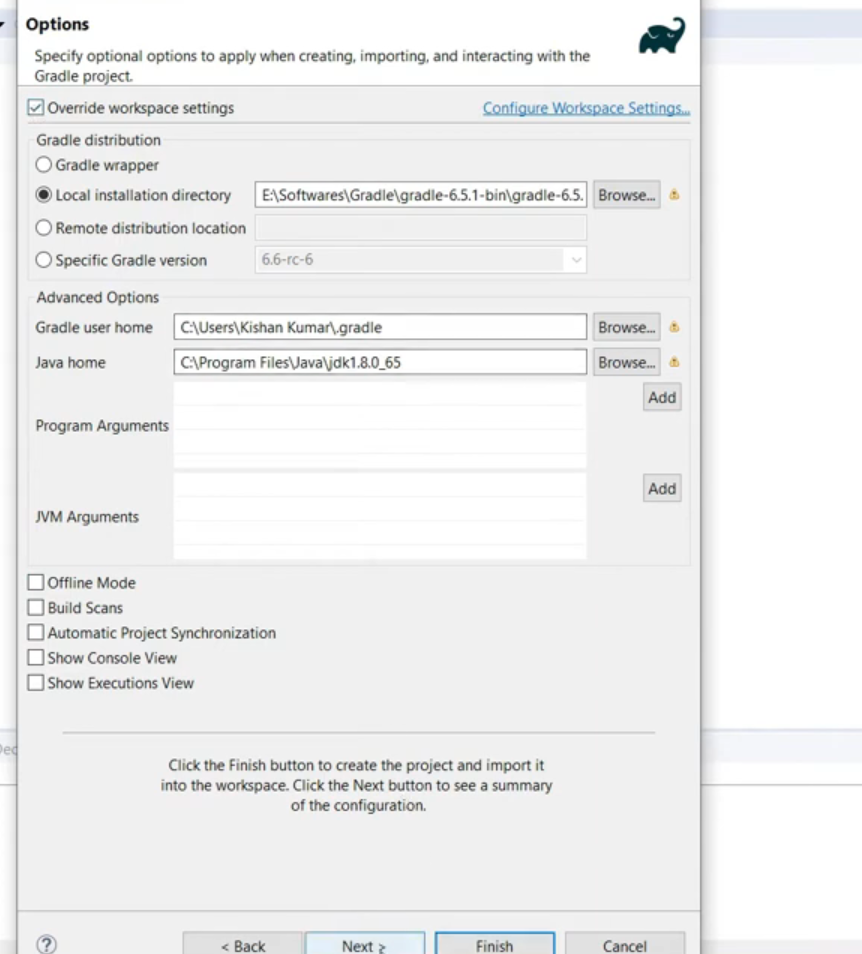 Options
Specify optional options to apply when creating, importing, and interacting with the
Gradle project.
Override workspace settings
Configure Workspace Settings...
Gradle distribution
Gradle wrapper
Local installation directory
E:\Softwares\Gradle\gradle-6.5.1-bin\gradle-6.5.
Browse...
Remote distribution location
Specific Gradle version
6.6-rc-6
Advanced Options
Gradle user home
C:\Users\Kishan Kumar\.gradle
Browse...
Java home
C:\Program Files\Java\jdk1.8.0_65
Browse...
Add
Program Arguments
Add
JVM Arguments
Offline Mode
Build Scans
Automatic Project Synchronization
Show Console View
Show Executions View
Click the Finish button to create the project and import it
into the workspace. Click the Next button to see a summary
of the configuration.
?
< Back
Next >
Finish
Cancel